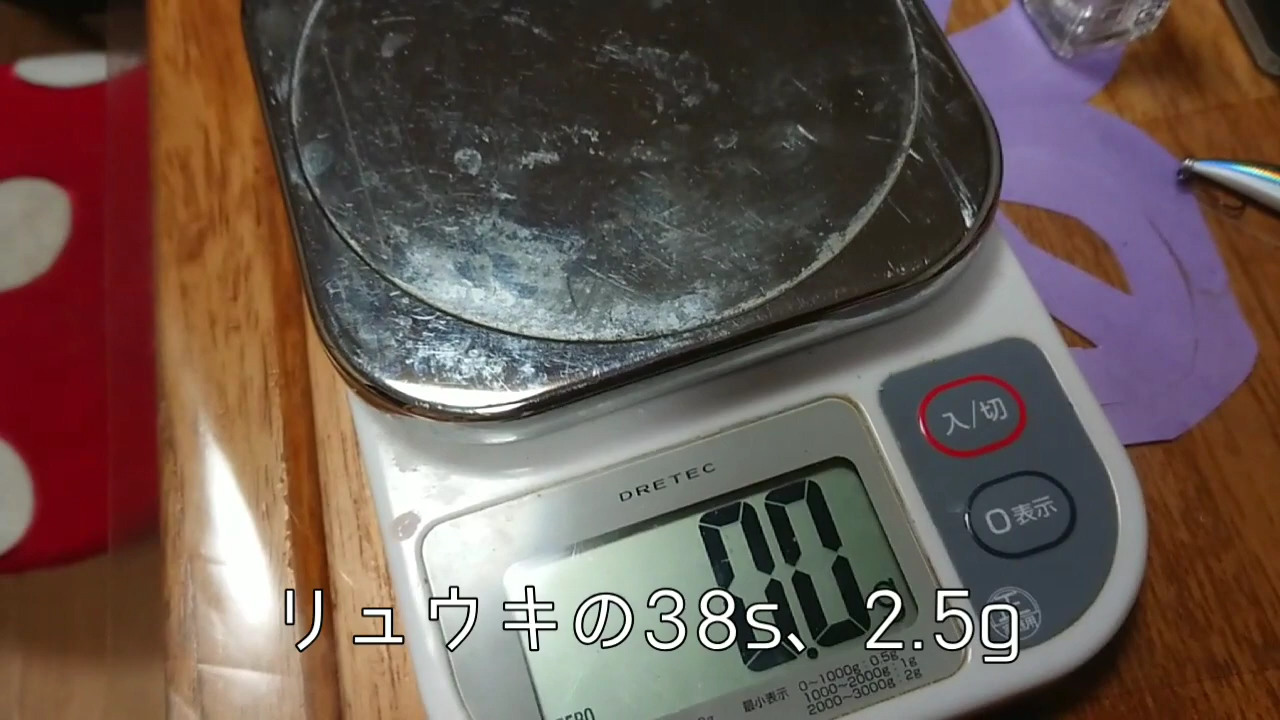 入/切
DRETEC
0表示
0.0
g
リュウキの38s、2.5g
ZERO
最小表示
0~1000g : 0.5g
1000~2000g : 1g
2000~3000g : 2g